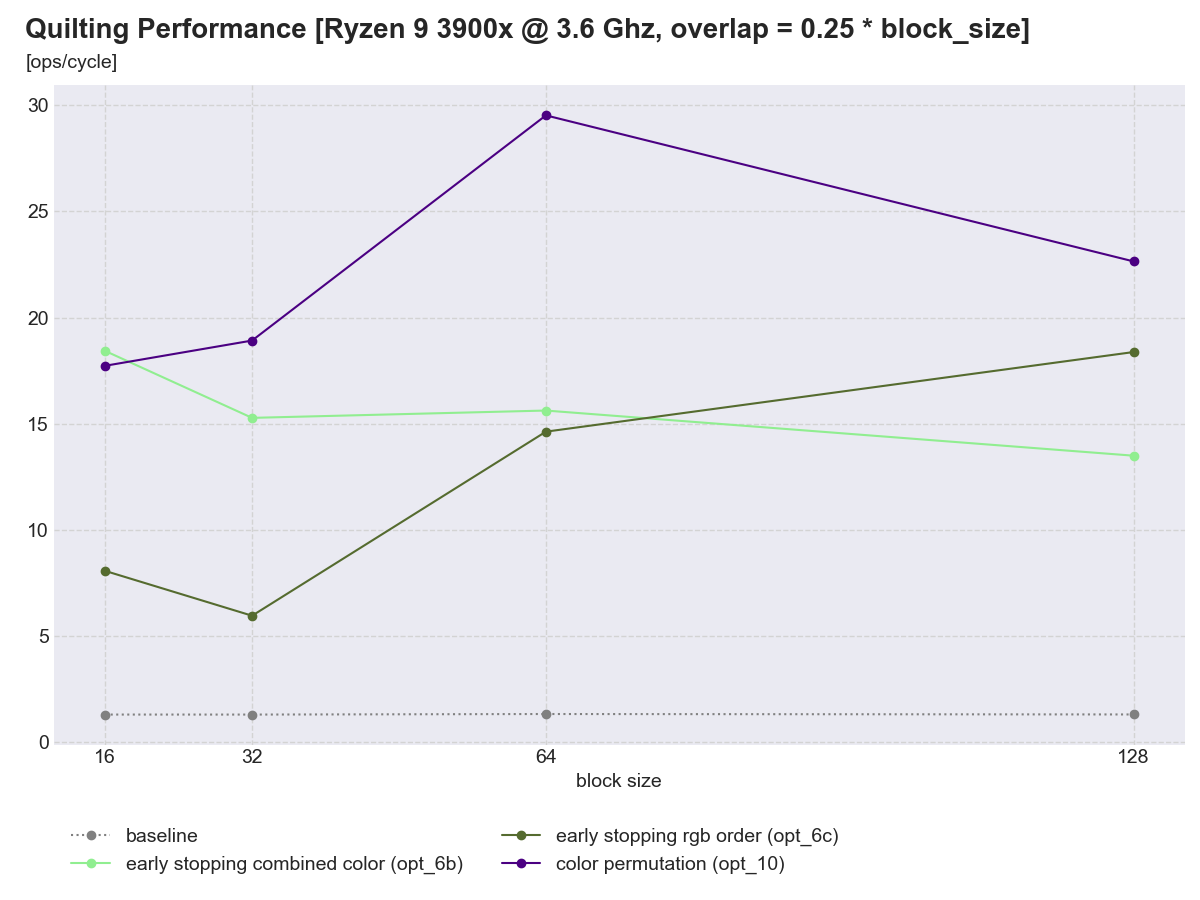 Quilting Performance [Ryzen 9 3900x @ 3.6 Ghz, overlap = 0.25 * block_size]
[ops/cycle]
30
25
20
15
10
5
0
16 32 64 128
block size
baseline
early stopping combined color (opt_6b)
early stopping rgb order (opt_6c)
color permutation (opt_10)